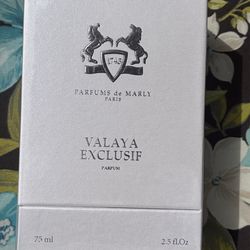 1743
PARFUMS de MARLY
PARIS
VALAYA
EXCLUSIF
PARFUM
75 ml 2.5 fl.Oz